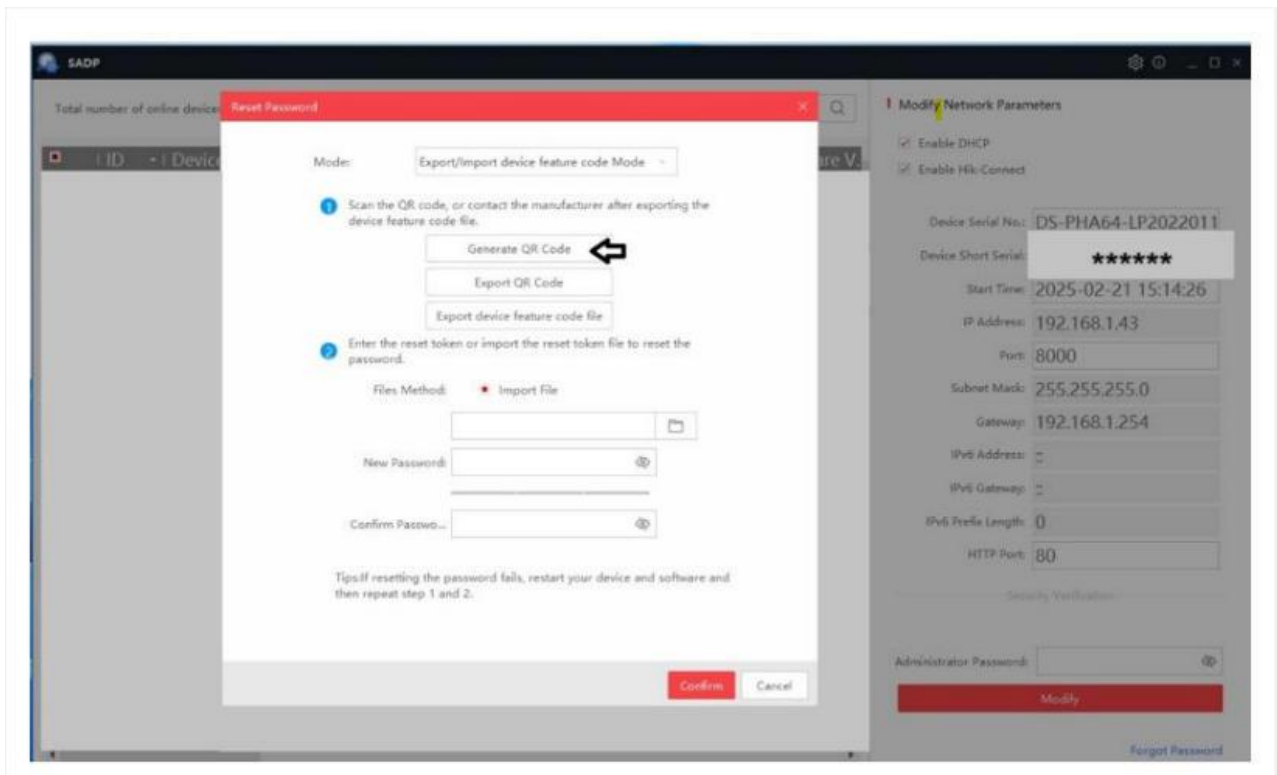 SADP
Total number of online device
Reset Password
Mode:
Export/Import device feature code Mode
ID
Device
are V.
1
Scan the QR code, or contact the manufacturer after exporting the
device feature code file.
Generate QR Code
Export QR Code
Export device feature code file
2
Enter the reset token or import the reset token file to reset the
password.
Files Method:
Import File
New Password:
Confirm Passwo...
Tips:If resetting the password fails, restart your device and software and
then repeat step 1 and 2.
Confirm
Cancel
Modify Network Parameters
Enable DHCP
Enable Hik-Connect
Device Serial No.: DS-PHA64-LP2022011
Device Short Serial: ******
Start Time: 2025-02-21 15:14:26
IP Address: 192.168.1.43
Port: 8000
Subnet Mask: 255.255.255.0
Gateway: 192.168.1.254
IPv6 Address: ::
IPv6 Gateway: ::
IPv6 Prefix Length: 0
HTTP Port: 80
Security Verification
Administrator Password:
Modify
Forgot Password